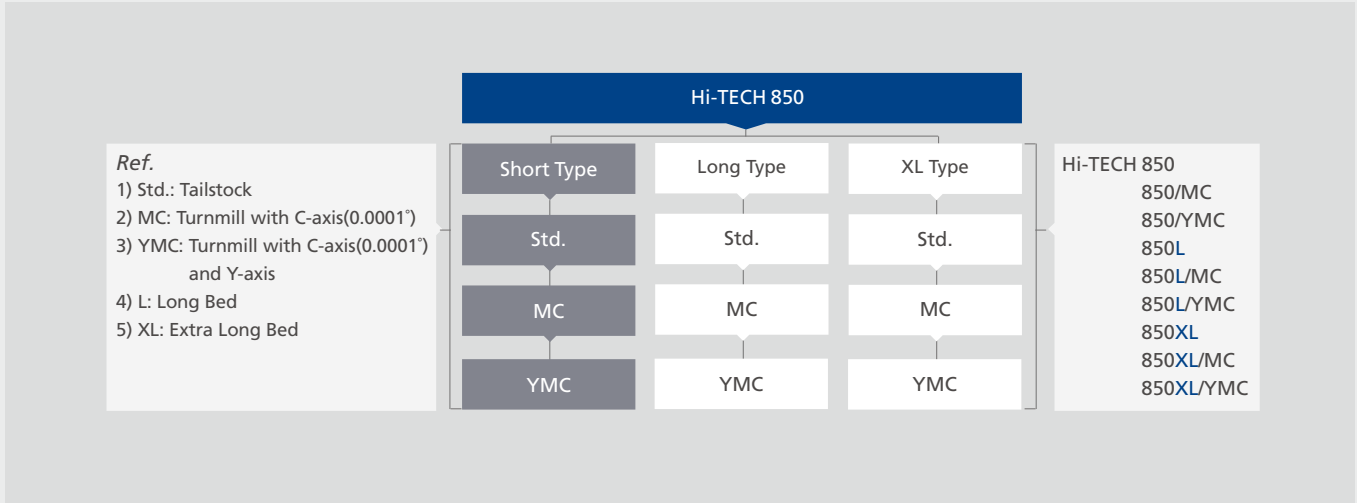 Hi-TECH 850
Ref.
1) Std.: Tailstock
2) MC: Turnmill with C-axis(0.0001°)
3) YMC: Turnmill with C-axis(0.0001°)
and Y-axis
4) L: Long Bed
5) XL: Extra Long Bed
Short Type
Std.
MC
YMC
Long Type
Std.
MC
YMC
XL Type
Std.
MC
YMC
Hi-TECH 850
850/MC
850/YMC
850L
850L/MC
850L/YMC
850XL
850XL/MC
850XL/YMC